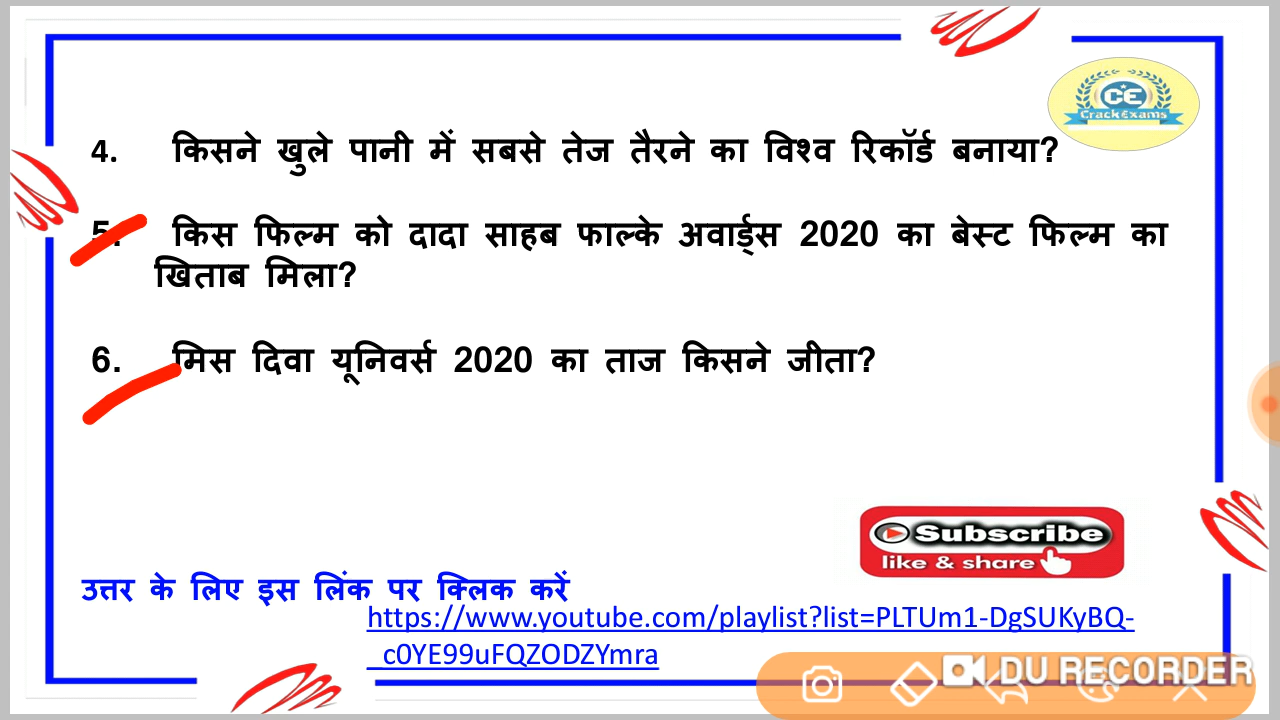 CE
CrackExams
4. किसने खुले पानी में सबसे तेज तैरने का विश्व रिकॉर्ड बनाया?
5. किस फिल्म को दादा साहब फाल्के अवार्ड्स 2020 का बेस्ट फिल्म का
खिताब मिला?
6. मिस दिवा यूनिवर्स 2020 का ताज किसने जीता?
Subscribe
like & share
उत्तर के लिए इस लिंक पर क्लिक करें
https://www.youtube.com/playlist?list=PLTUm1-DgSUKyBQ-
_c0YE99uFQZODZYmra
DU RECORDER